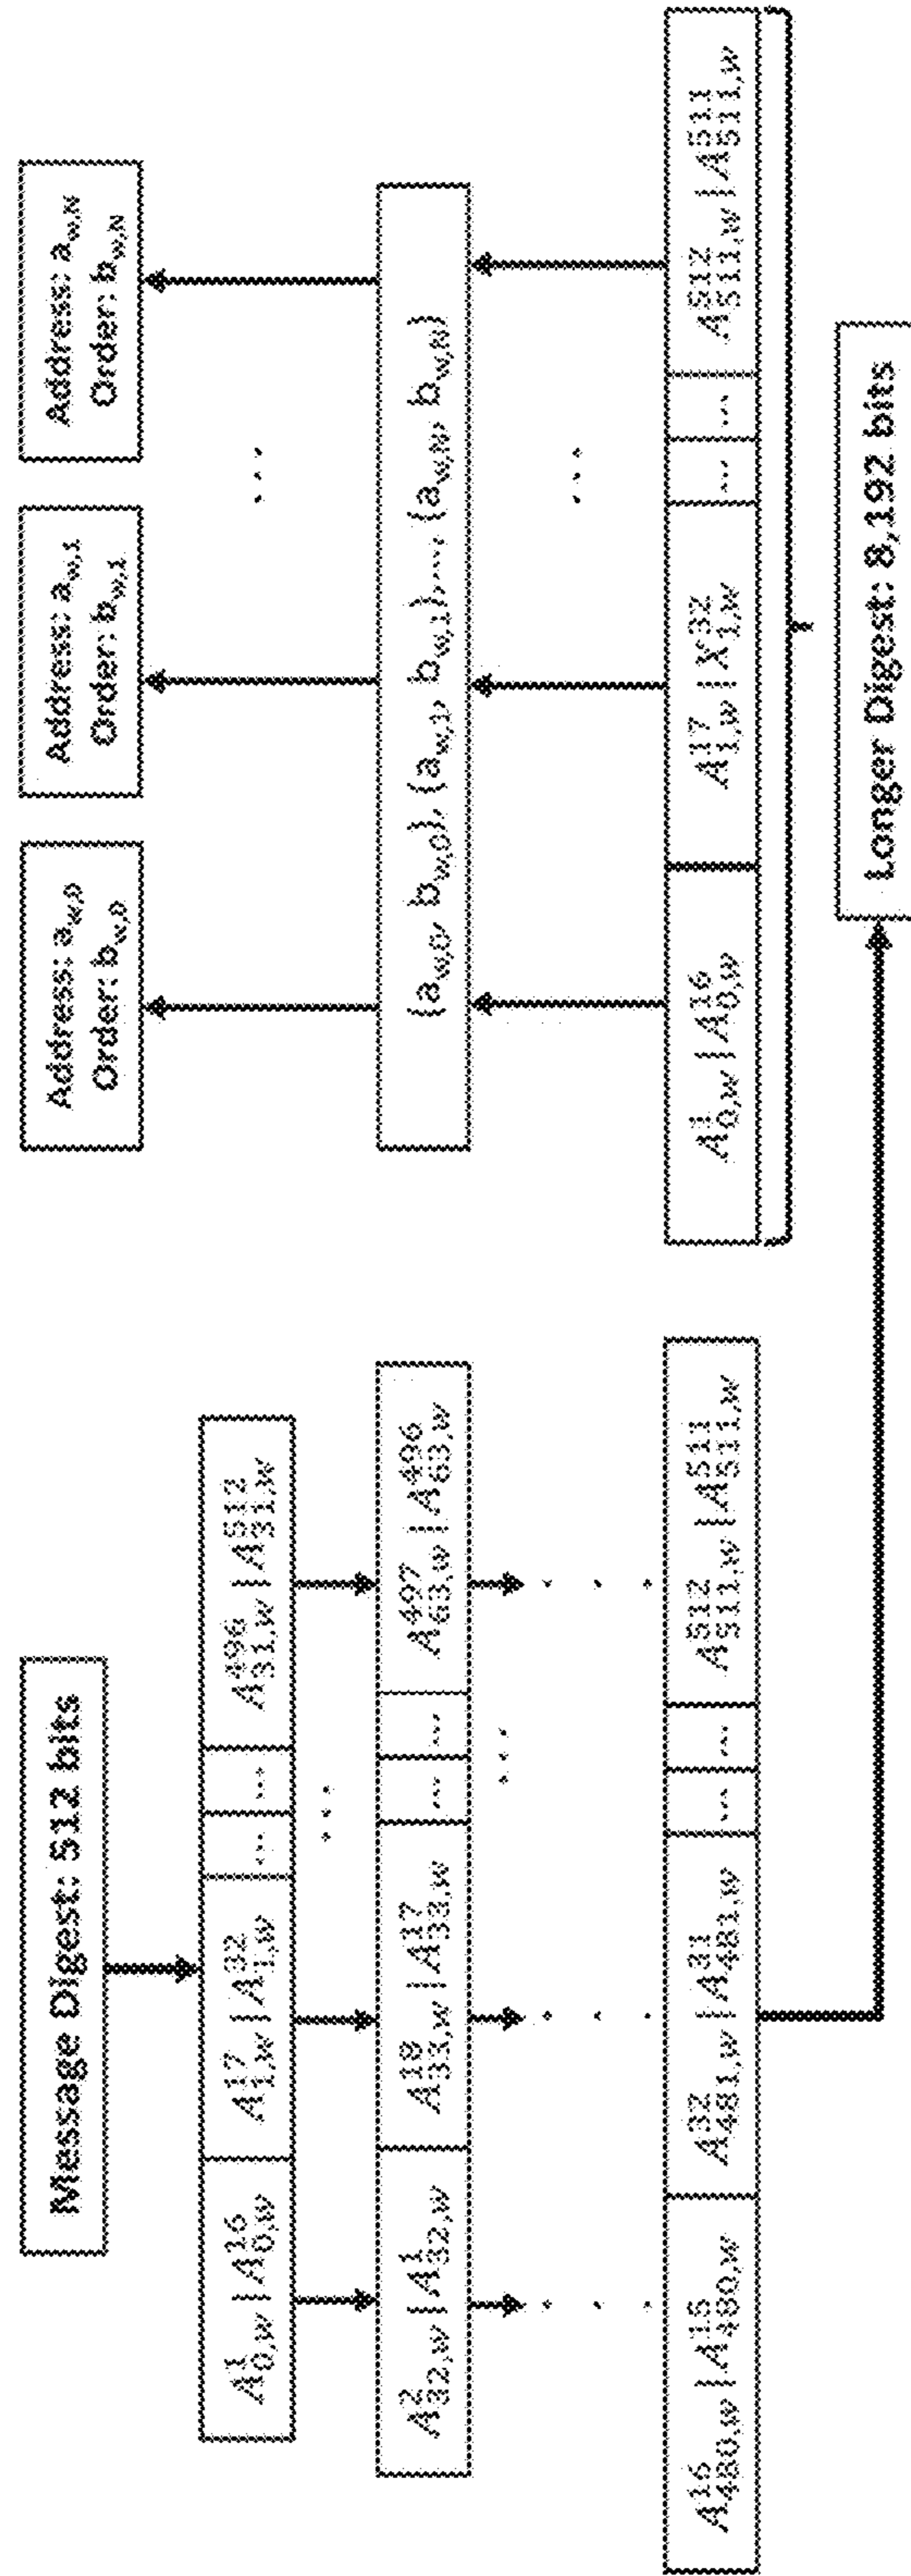 Message Digest: 512 bits
A^1_{0,w} | A^16_{0,w} A^17_{1,w} | A^32_{1,w} ... ... A^496_{31,w} | A^512_{31,w}
...
A^2_{32,w} | A^1_{32,w} A^18_{33,w} | A^17_{33,w} ... ... A^497_{63,w} | A^496_{63,w}
...
A^16_{480,w} | A^15_{480,w} A^32_{481,w} | A^31_{481,w} ... ... A^512_{511,w} | A^511_{511,w}
Address: a_{w,0}
Order: b_{w,0}
Address: a_{w,1}
Order: b_{w,1}
Address: a_{w,N}
Order: b_{w,N}
...
{a_{w,0}, b_{w,0}}, {a_{w,1}, b_{w,1}},..., {a_{w,N}, b_{w,N}}
...
A^1_{0,w} | A^16_{0,w} A^17_{1,w} | X^32_{1,w} ... ... A^512_{511,w} | A^511_{511,w}
Longer Digest: 8,192 bits